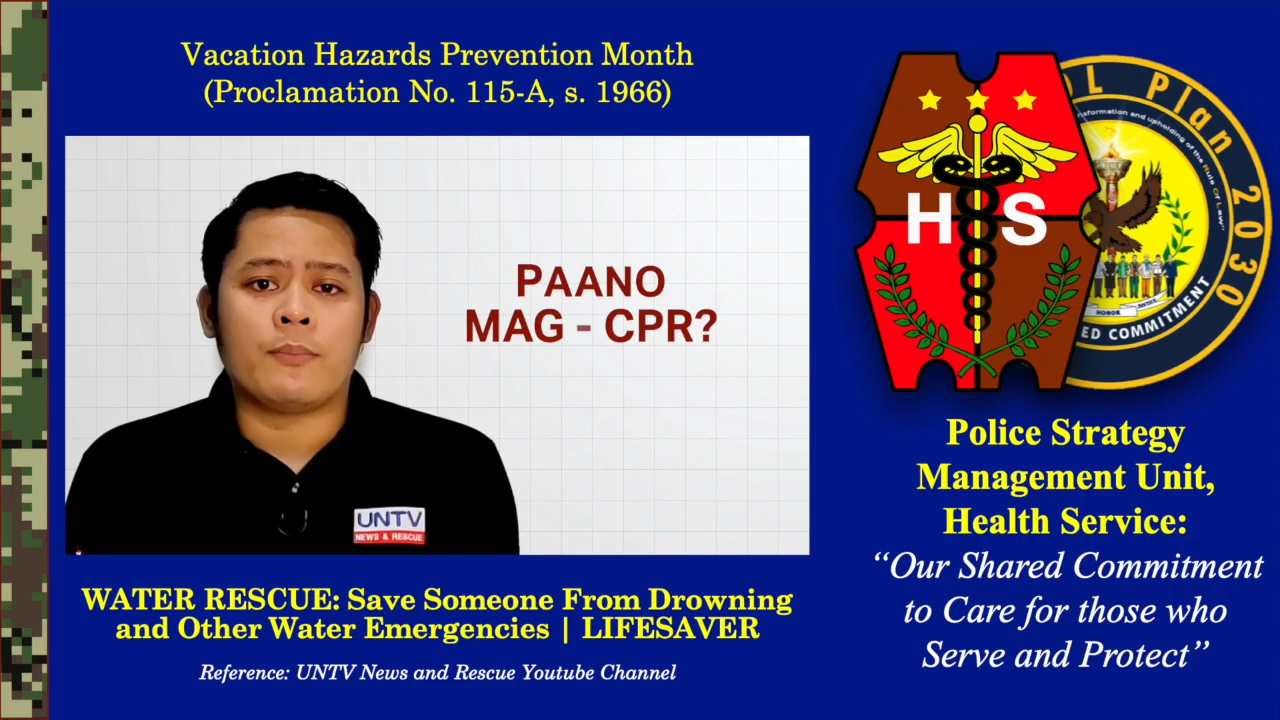 Vacation Hazards Prevention Month
(Proclamation No. 115-A, s. 1966)
PAANO
MAG - CPR?
UNTV
NEWS & RESCUE
WATER RESCUE: Save Someone From Drowning
and Other Water Emergencies | LIFESAVER
Reference: UNTV News and Rescue Youtube Channel
H S
Plan 2030
HONOR
COMMITMENT
Police Strategy
Management Unit,
Health Service:
“Our Shared Commitment
to Care for those who
Serve and Protect”